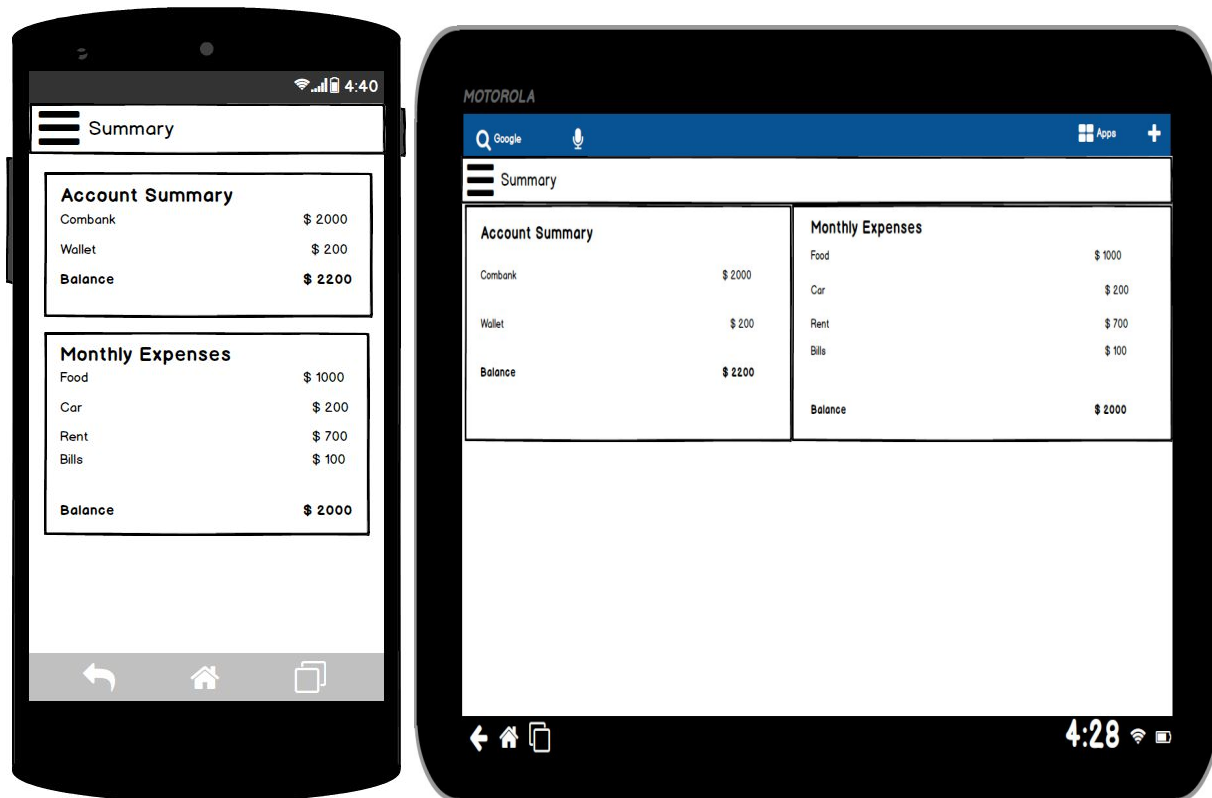 4:40
Summary
Account Summary
Combank $ 2000
Wallet $ 200
Balance $ 2200
Monthly Expenses
Food $ 1000
Car $ 200
Rent $ 700
Bills $ 100
Balance $ 2000
MOTOROLA
Google Apps
Summary
Account Summary
Combank $ 2000
Wallet $ 200
Balance $ 2200
Monthly Expenses
Food $ 1000
Car $ 200
Rent $ 700
Bills $ 100
Balance $ 2000
4:28